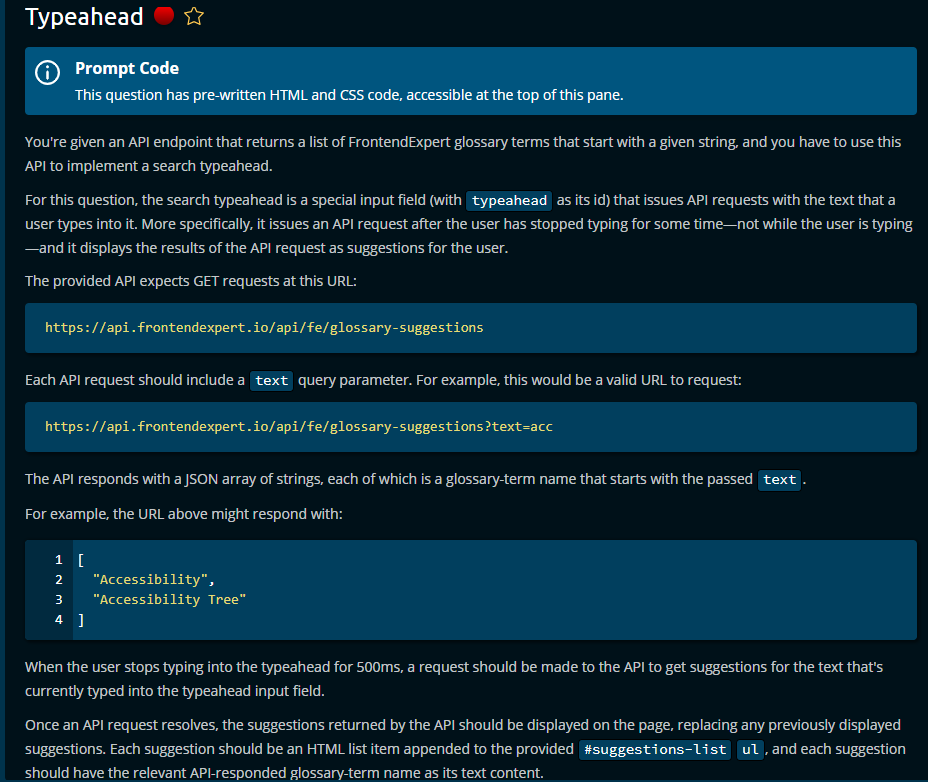 Typeahead
Prompt Code
This question has pre-written HTML and CSS code, accessible at the top of this pane.
You're given an API endpoint that returns a list of FrontendExpert glossary terms that start with a given string, and you have to use this
API to implement a search typeahead.
For this question, the search typeahead is a special input field (with typeahead as its id) that issues API requests with the text that a
user types into it. More specifically, it issues an API request after the user has stopped typing for some time—not while the user is typing
—and it displays the results of the API request as suggestions for the user.
The provided API expects GET requests at this URL:
https://api.frontendexpert.io/api/fe/glossary-suggestions
Each API request should include a text query parameter. For example, this would be a valid URL to request:
https://api.frontendexpert.io/api/fe/glossary-suggestions?text=acc
The API responds with a JSON array of strings, each of which is a glossary-term name that starts with the passed text.
For example, the URL above might respond with:
1 [
2 "Accessibility",
3 "Accessibility Tree"
4 ]
When the user stops typing into the typeahead for 500ms, a request should be made to the API to get suggestions for the text that's
currently typed into the typeahead input field.
Once an API request resolves, the suggestions returned by the API should be displayed on the page, replacing any previously displayed
suggestions. Each suggestion should be an HTML list item appended to the provided #suggestions-list ul, and each suggestion
should have the relevant API-responded glossary-term name as its text content.